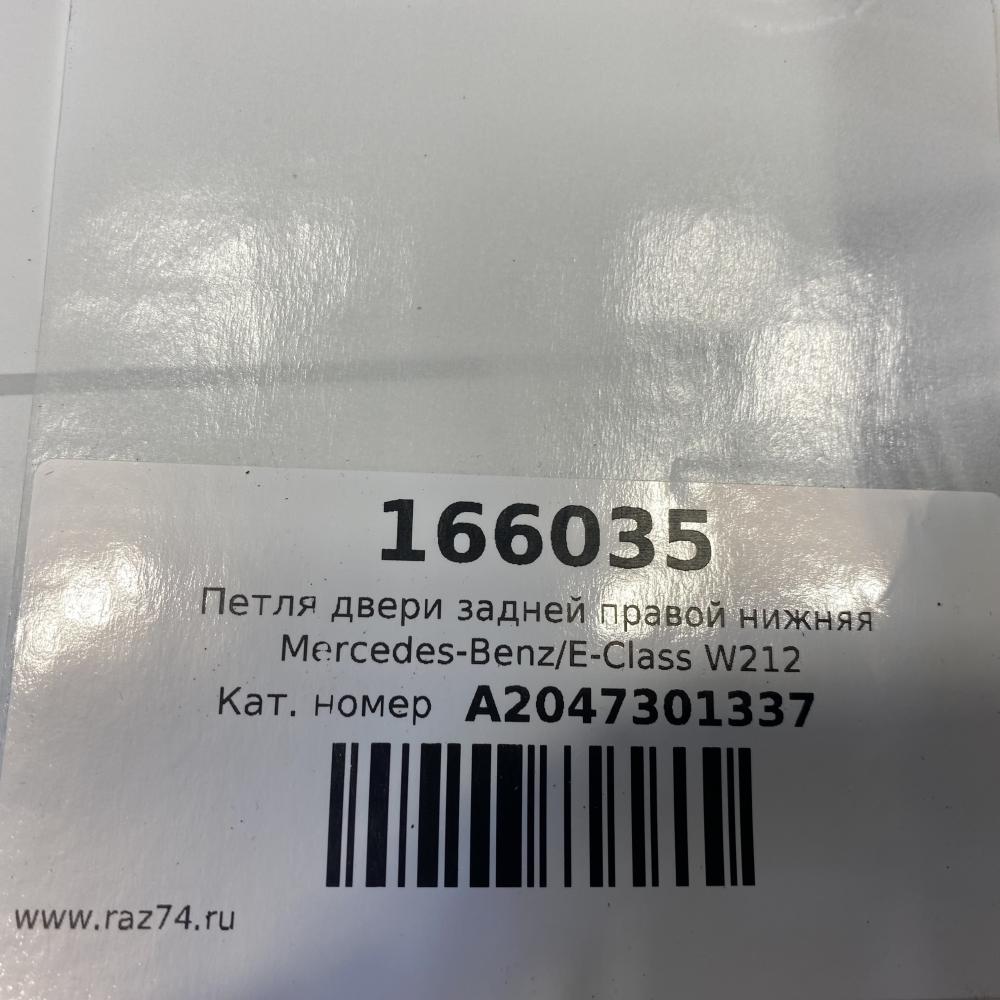 166035
Петля двери задней правой нижняя
Mercedes-Benz/E-Class W212
Кат. номер A2047301337
www.raz74.ru